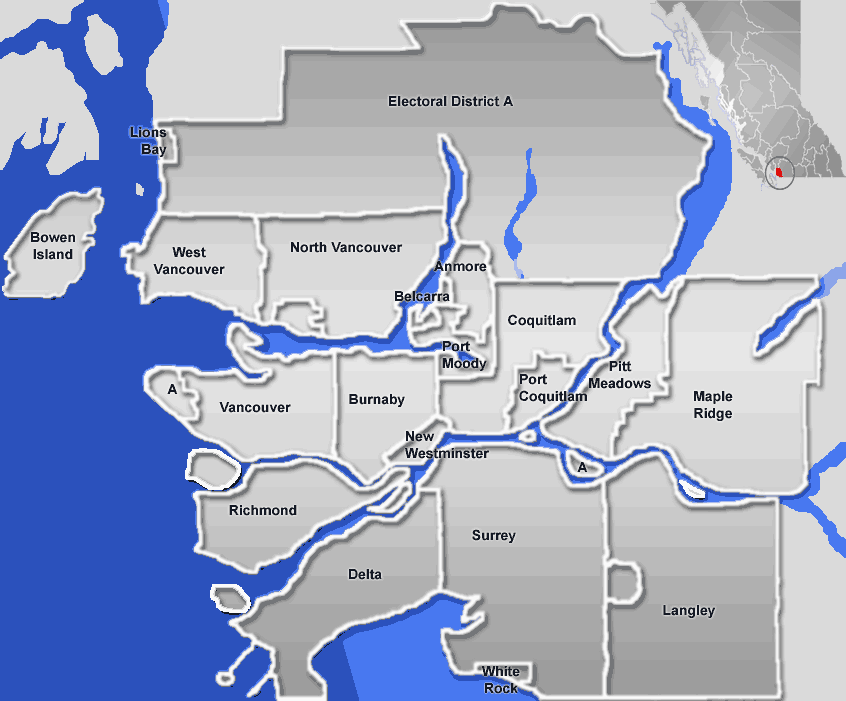 Electoral District A
Lions
Bay
Bowen
Island
West
Vancouver
North Vancouver
Anmore
Belcarra
Coquitlam
Port
Moody
Pitt
Meadows
Port
Coquitlam
Maple
Ridge
A
Vancouver
Burnaby
New
Westminster
A
Richmond
Surrey
Delta
Langley
White
Rock